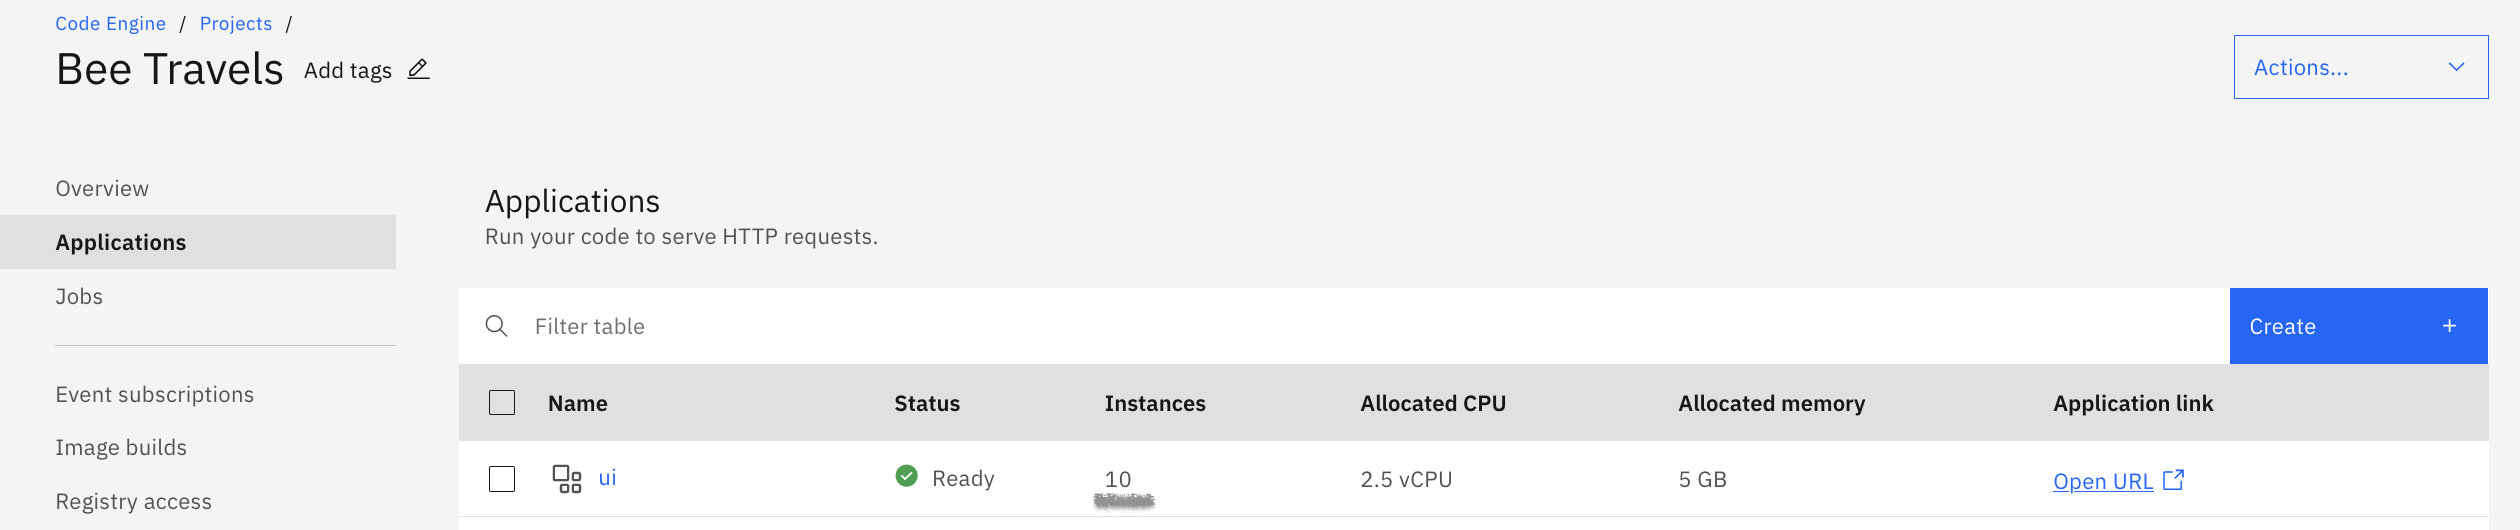 Code Engine / Projects /
Bee Travels Add tags
Actions...
Overview
Applications
Jobs
Event subscriptions
Image builds
Registry access
Applications
Run your code to serve HTTP requests.
Filter table
Create +
Name Status Instances Allocated CPU Allocated memory Application link
ui Ready 10 2.5 vCPU 5 GB Open URL